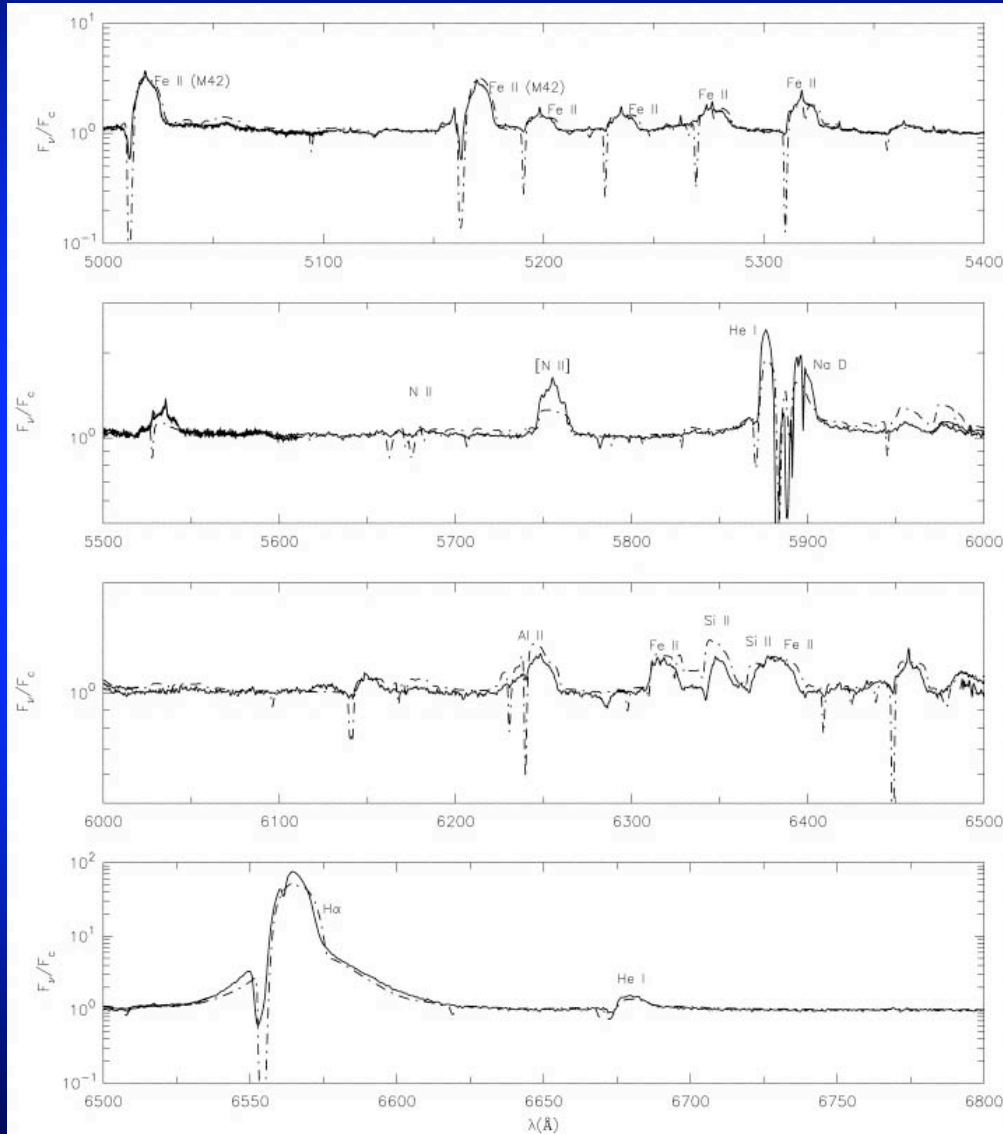 10¹
Fe II (M42)
Fe II (M42)
Fe II
Fe II
Fe II
Fe II
Fν/Fc
10⁰
10⁻¹
5000 5100 5200 5300 5400
He I
Na D
[N II]
N II
Fν/Fc
10⁰
5500 5600 5700 5800 5900 6000
Al II
Fe II
Si II
Si II
Fe II
Fν/Fc
10⁰
6000 6100 6200 6300 6400 6500
10²
Hα
10¹
Fν/Fc
He I
10⁰
10⁻¹
6500 6550 6600 6650 6700 6750 6800
λ(Å)